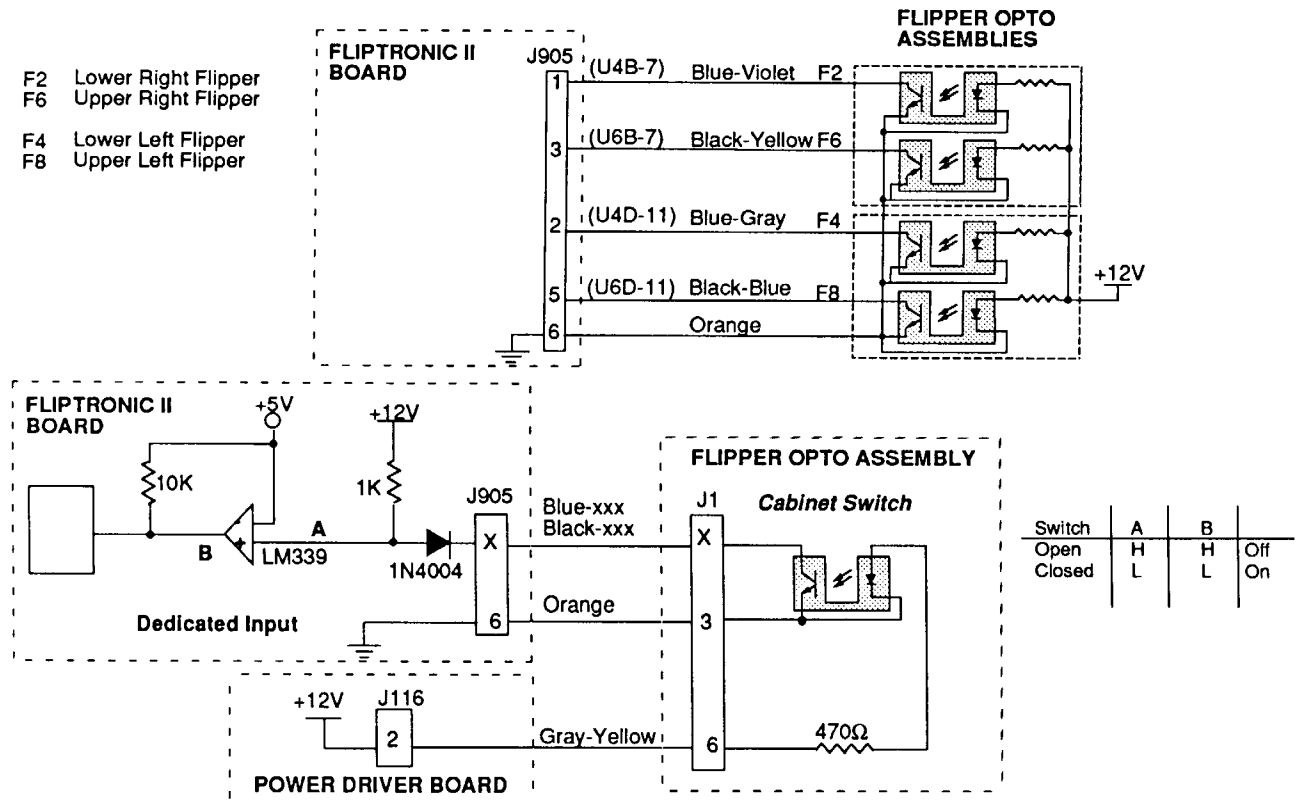 FLIPPER OPTO
ASSEMBLIES
FLIPTRONIC II
BOARD
J905
F2 Lower Right Flipper
F6 Upper Right Flipper
F4 Lower Left Flipper
F8 Upper Left Flipper
1 (U4B-7) Blue-Violet F2
3 (U6B-7) Black-Yellow F6
2 (U4D-11) Blue-Gray F4
5 (U6D-11) Black-Blue F8
6 Orange
+12V
FLIPTRONIC II
BOARD
+5V
+12V
10K
1K
J905
A
B
- +
LM339
1N4004
X
6
Dedicated Input
Blue-xxx
Black-xxx
Orange
FLIPPER OPTO ASSEMBLY
J1
Cabinet Switch
X
3
6
470Ω
Switch A B
Open H H Off
Closed L L On
+12V
J116
2
Gray-Yellow
POWER DRIVER BOARD